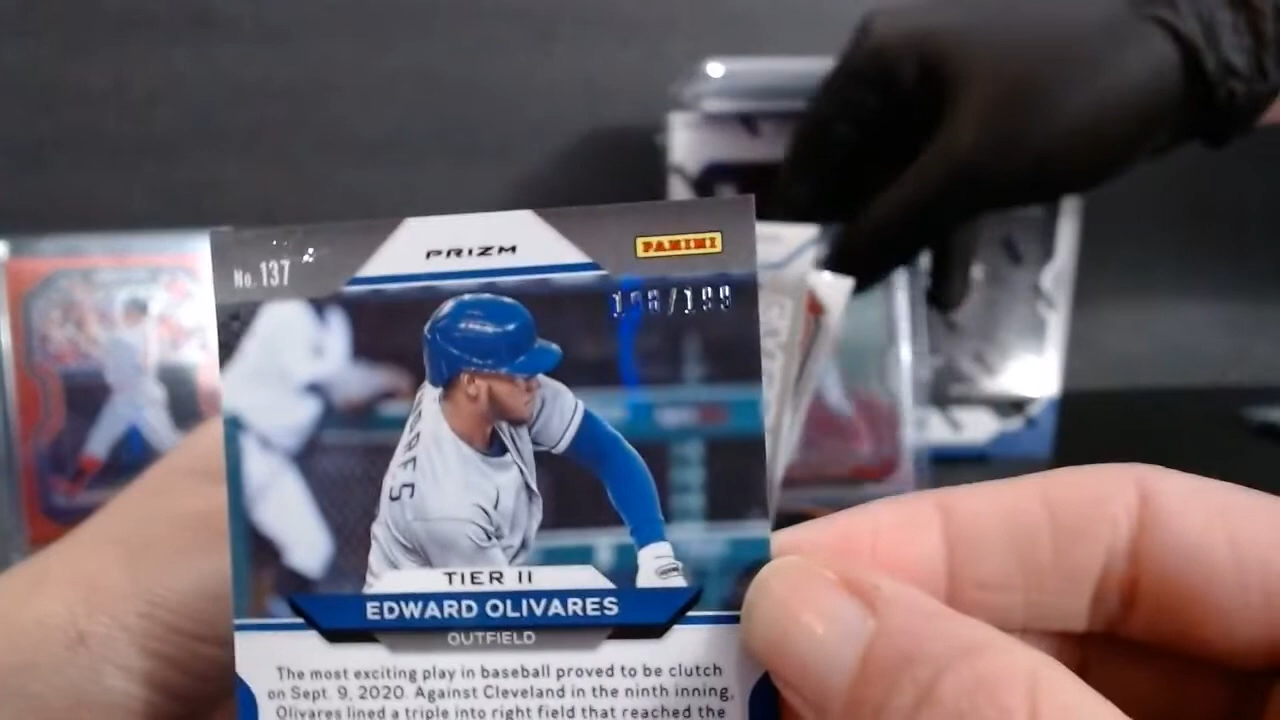 PRIZM
PANINI
No. 137
/199
TIER II
EDWARD OLIVARES
OUTFIELD
The most exciting play in baseball proved to be clutch
on Sept. 9, 2020. Against Cleveland in the ninth inning,
Olivares lined a triple into right field that reached the